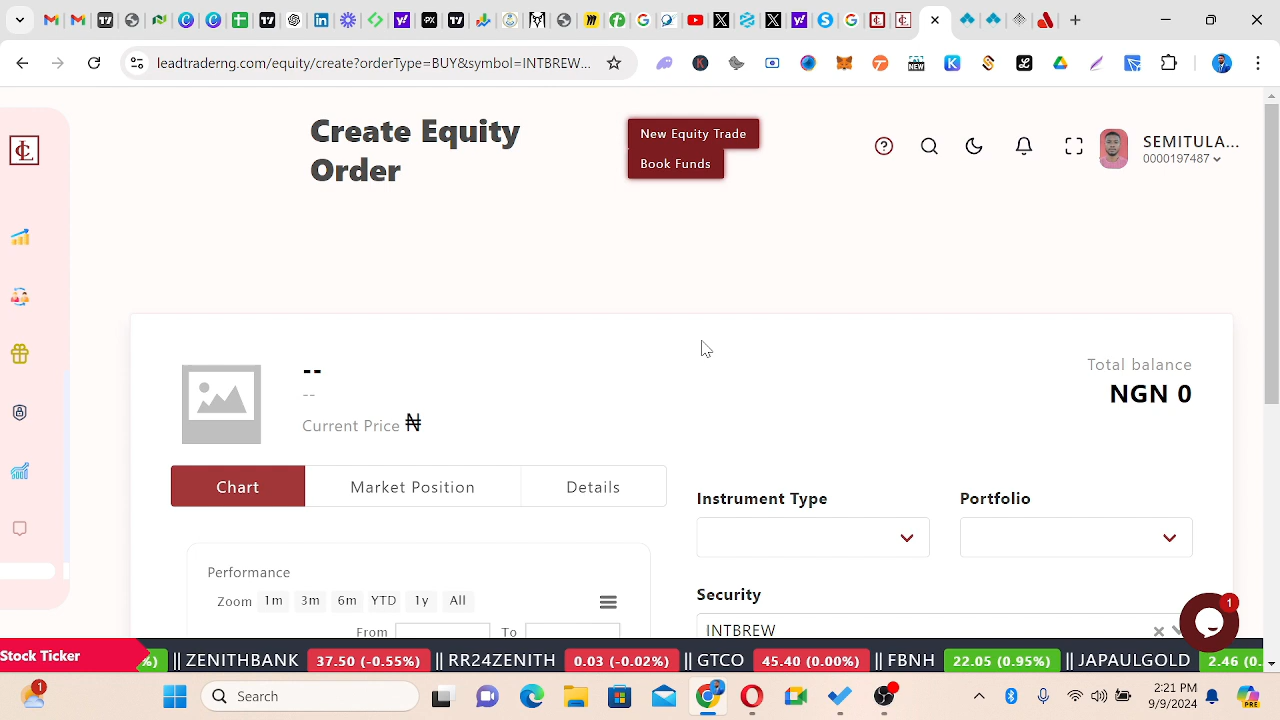 leadtraderng.com/equity/create?orderType=BUY&symbol=INTBREW...
NEW
Create Equity
Order
New Equity Trade
Book Funds
SEMITULA...
0000197487
--
--
Current Price ₦
Total balance
NGN 0
Chart
Market Position
Details
Instrument Type
Portfolio
Performance
Zoom 1m 3m 6m YTD 1y All
From
To
Security
INTBREW
1
Stock Ticker
%) || ZENITHBANK 37.50 (-0.55%) || RR24ZENITH 0.03 (-0.02%) || GTCO 45.40 (0.00%) || FBNH 22.05 (0.95%) || JAPAULGOLD 2.46 (0.
1
Search
2:21 PM
9/9/2024
PRE